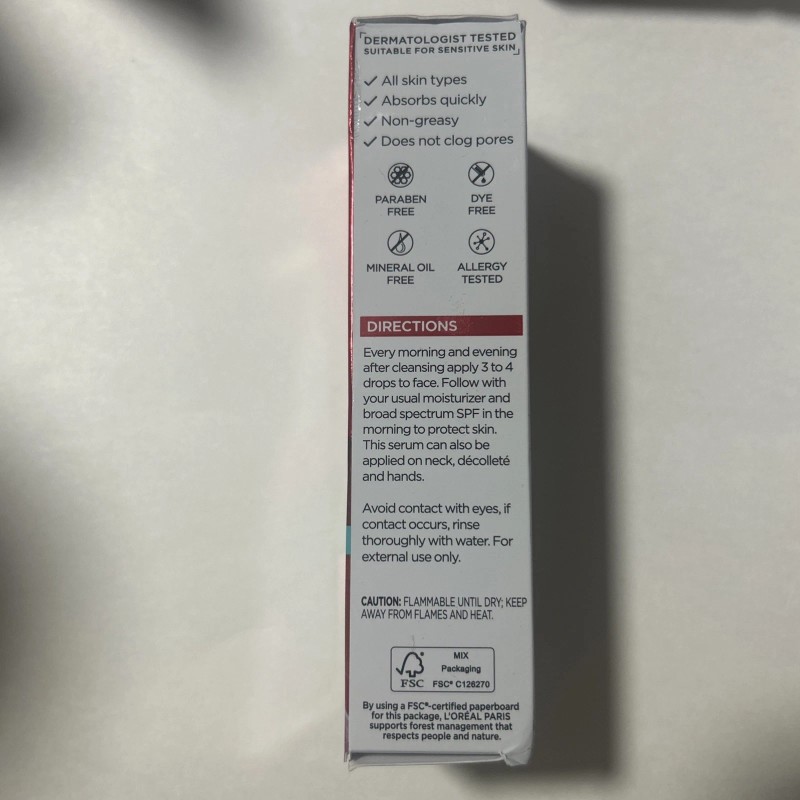 DERMATOLOGIST TESTED
SUITABLE FOR SENSITIVE SKIN
✓ All skin types
✓ Absorbs quickly
✓ Non-greasy
✓ Does not clog pores
PARABEN FREE
DYE FREE
MINERAL OIL FREE
ALLERGY TESTED
DIRECTIONS
Every morning and evening
after cleansing apply 3 to 4
drops to face. Follow with
your usual moisturizer and
broad spectrum SPF in the
morning to protect skin.
This serum can also be
applied on neck, décolleté
and hands.
Avoid contact with eyes, if
contact occurs, rinse
thoroughly with water. For
external use only.
CAUTION: FLAMMABLE UNTIL DRY; KEEP
AWAY FROM FLAMES AND HEAT.
FSC
MIX
Packaging
FSC® C126270
By using a FSC®-certified paperboard
for this package, L'ORÉAL PARIS
supports forest management that
respects people and nature.